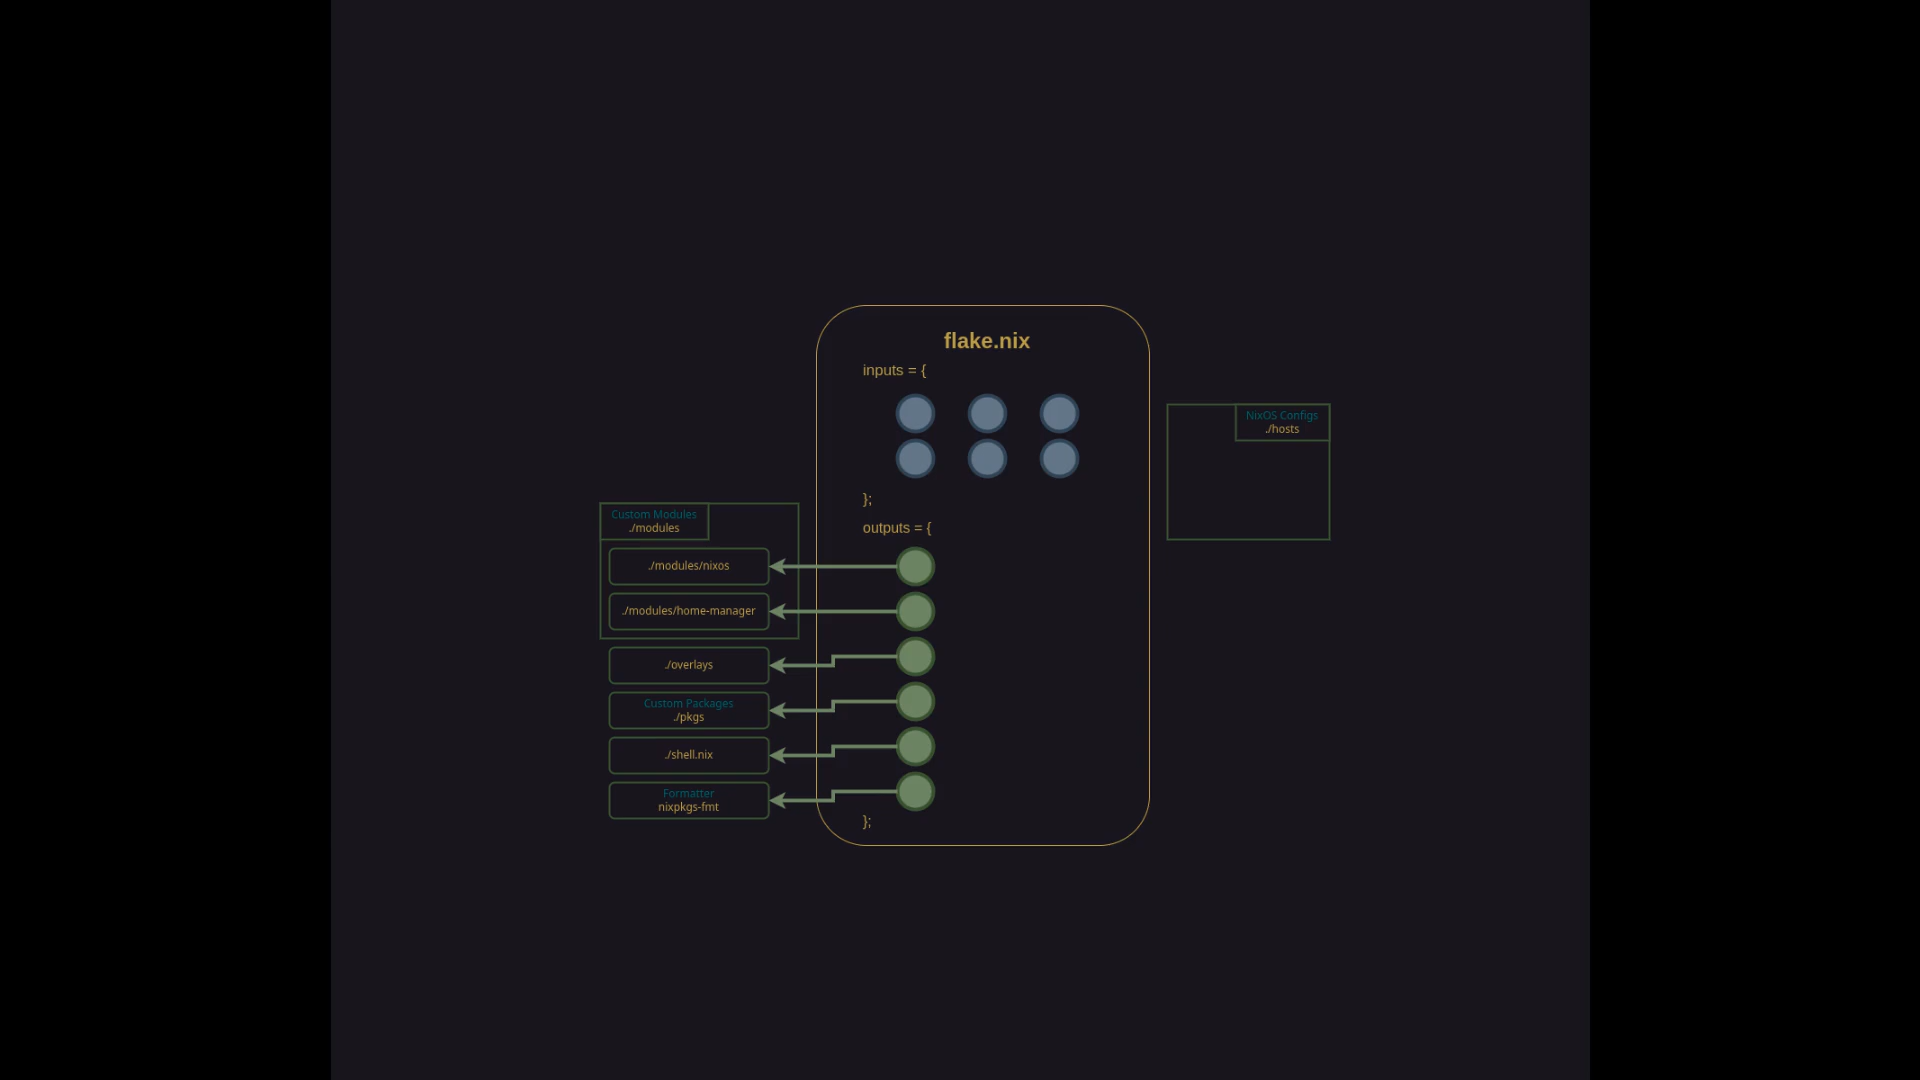 flake.nix
inputs = {
};
outputs = {
};
Custom Modules
./modules
./modules/nixos
./modules/home-manager
./overlays
Custom Packages
./pkgs
./shell.nix
Formatter
nixpkgs-fmt
NixOS Configs
./hosts